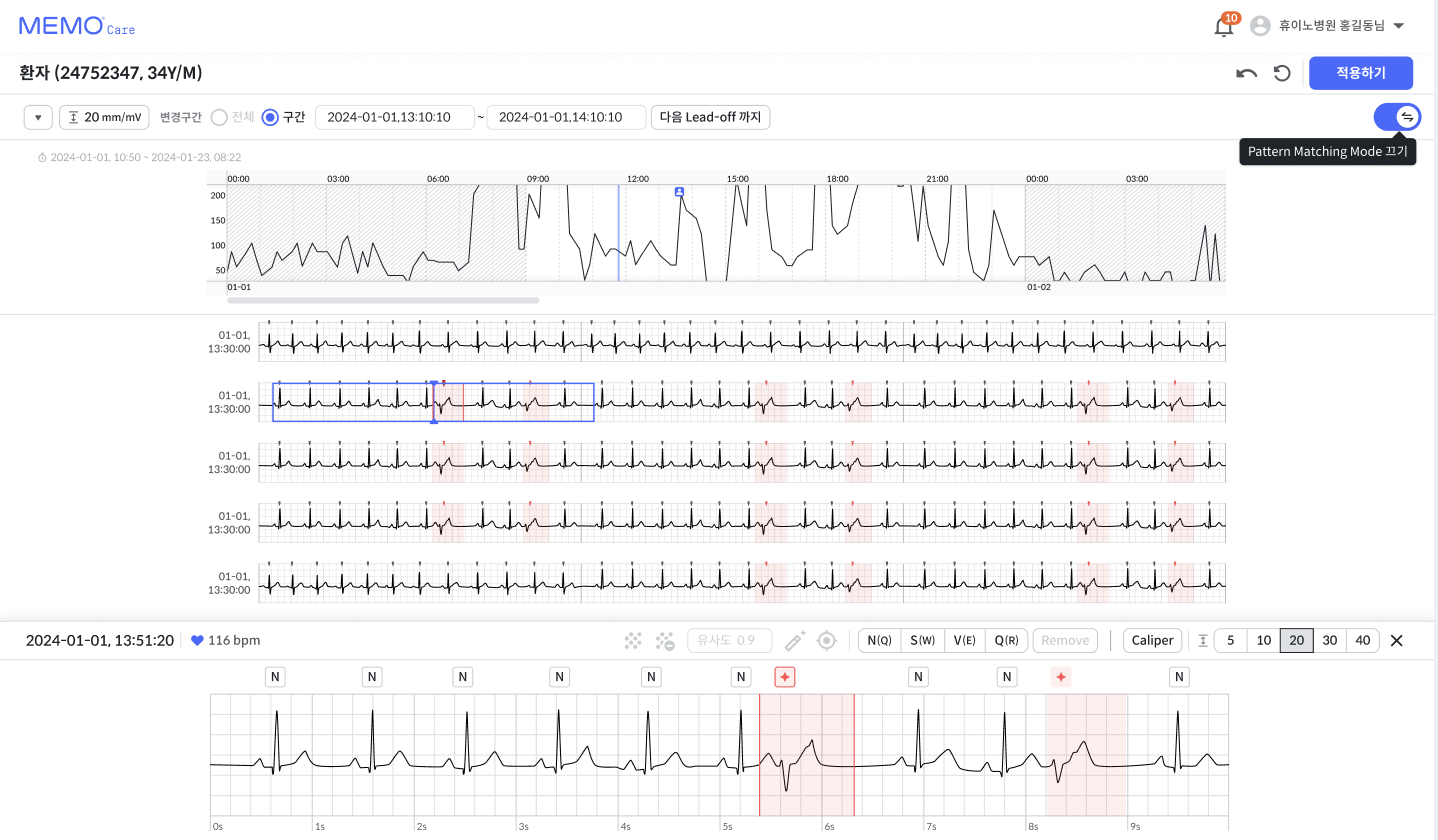 MEMO Care
10
휴이노병원 홍길동님
환자 (24752347, 34Y/M)
적용하기
20 mm/mV
변경구간
전체
구간
2024-01-01,13:10:10
~
2024-01-01,14:10:10
다음 Lead-off 까지
Pattern Matching Mode 끄기
2024-01-01, 10:50 ~ 2024-01-23, 08:22
00:00 03:00 06:00 09:00 12:00 15:00 18:00 21:00 00:00 03:00
200
150
100
50
01-01 01-02
01-01,
13:30:00
01-01,
13:30:00
01-01,
13:30:00
01-01,
13:30:00
01-01,
13:30:00
2024-01-01, 13:51:20
116 bpm
유사도 0.9
N(Q) S(W) V(E) Q(R)
Remove
Caliper
5 10 20 30 40
N N N N N N N N N
0s 1s 2s 3s 4s 5s 6s 7s 8s 9s